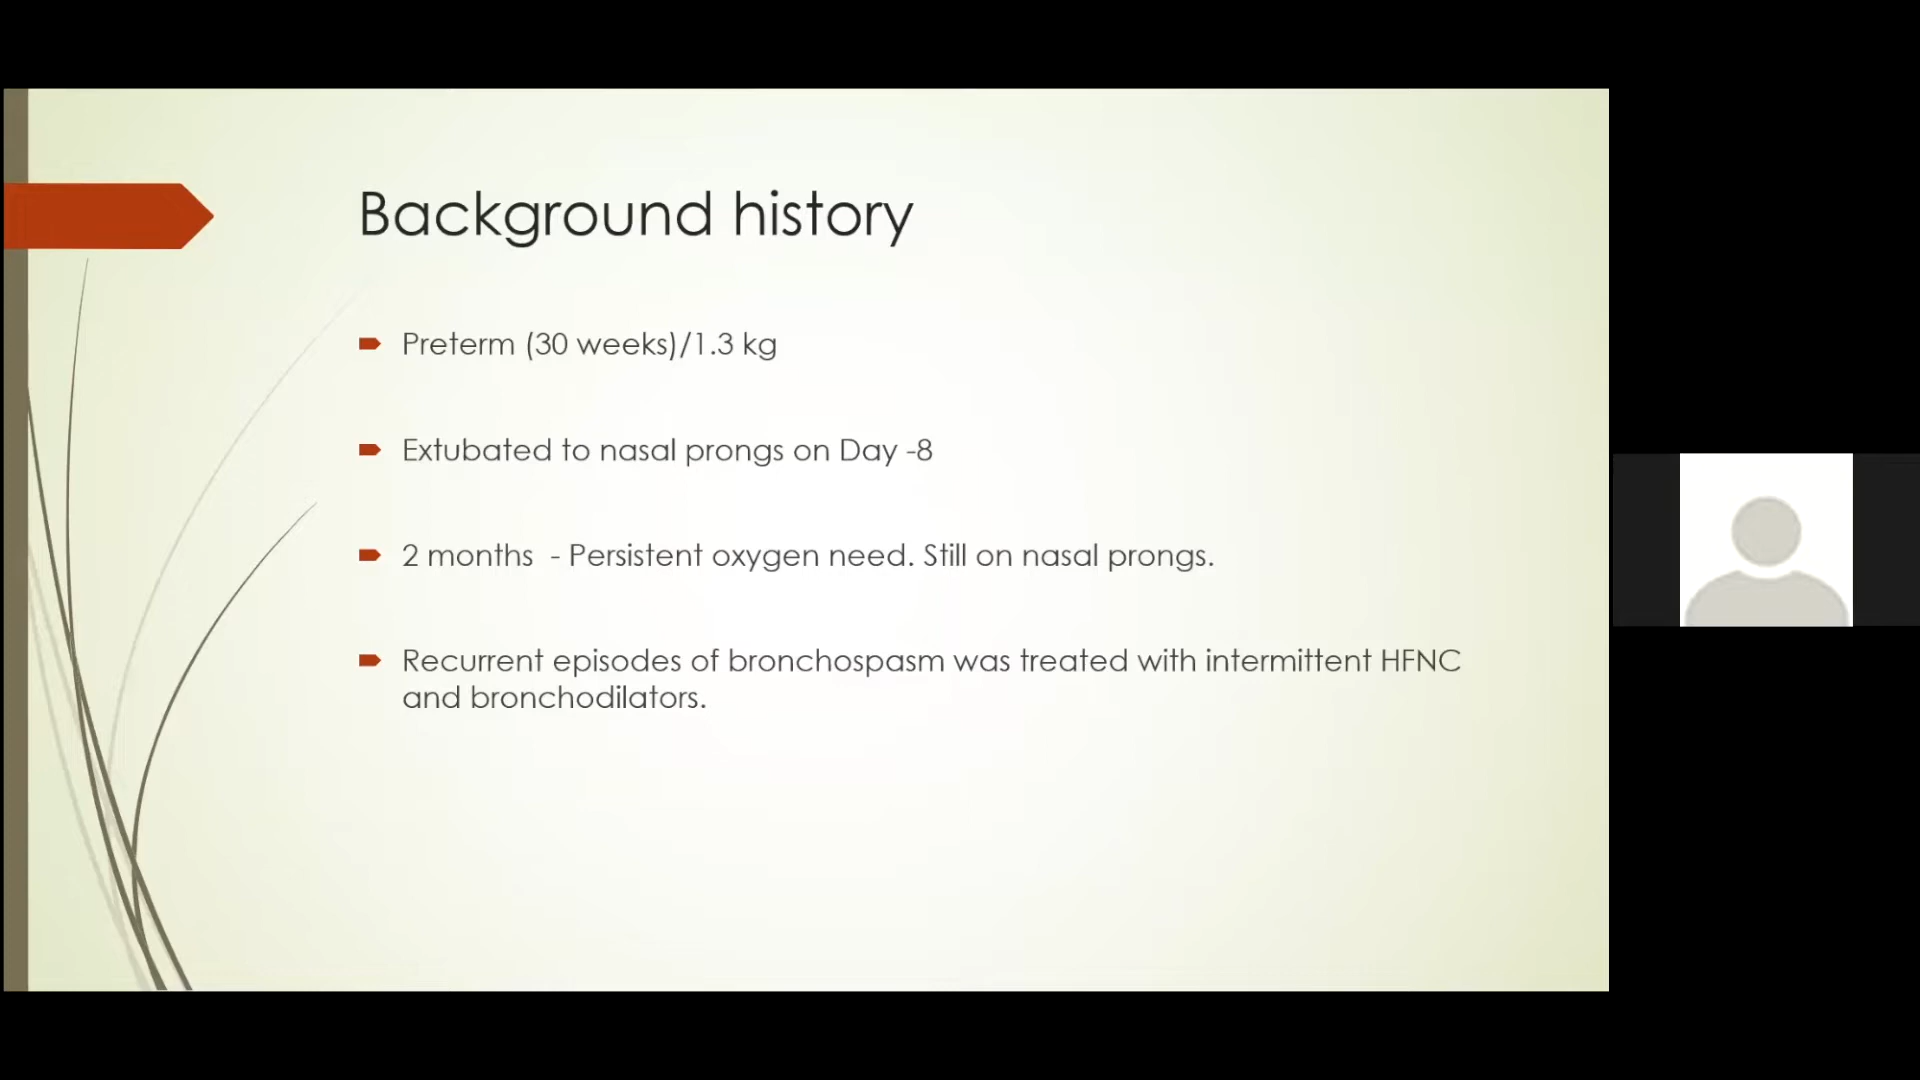 Background history
Preterm (30 weeks)/1.3 kg
Extubated to nasal prongs on Day -8
2 months  - Persistent oxygen need. Still on nasal prongs.
Recurrent episodes of bronchospasm was treated with intermittent HFNC
and bronchodilators.